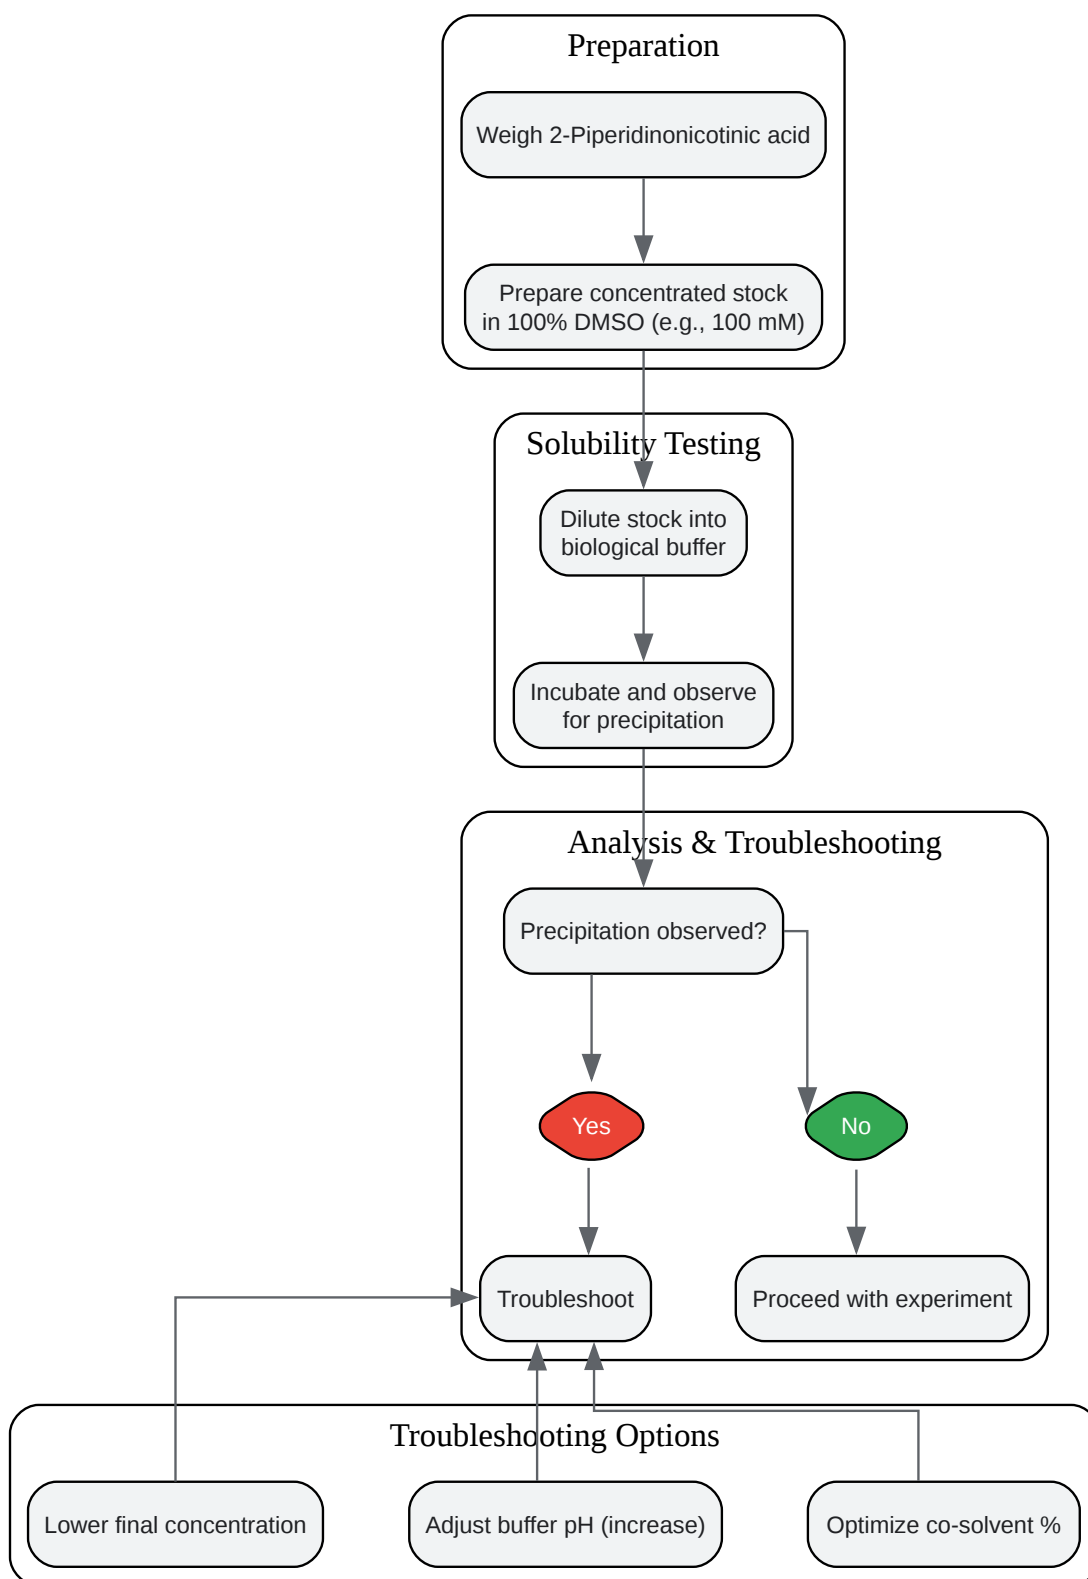 Preparation
Weigh 2-Piperidinonicotinic acid
Prepare concentrated stock
in 100% DMSO (e.g., 100 mM)
Solubility Testing
Dilute stock into
biological buffer
Incubate and observe
for precipitation
Analysis & Troubleshooting
Precipitation observed?
Yes
No
Troubleshoot
Proceed with experiment
Troubleshooting Options
Lower final concentration
Adjust buffer pH (increase)
Optimize co-solvent %